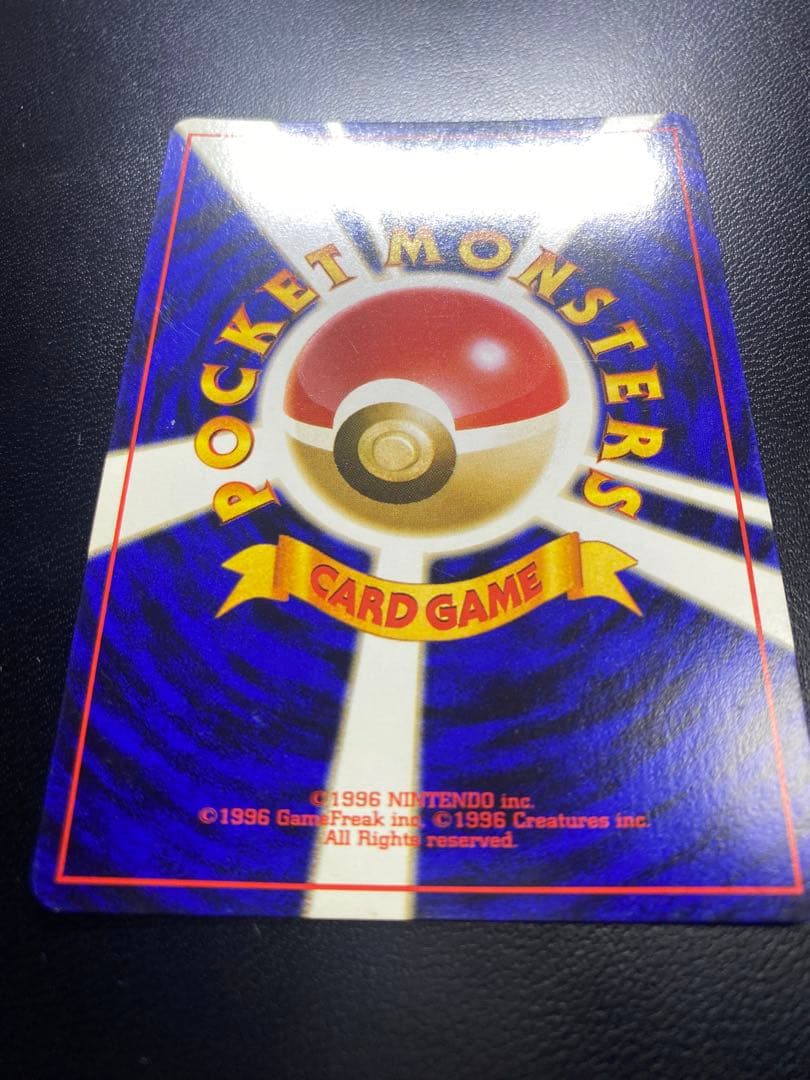 POCKET MONSTERS
CARD GAME
©1996 NINTENDO inc.
©1996 GameFreak inc. ©1996 Creatures inc.
All Rights reserved.